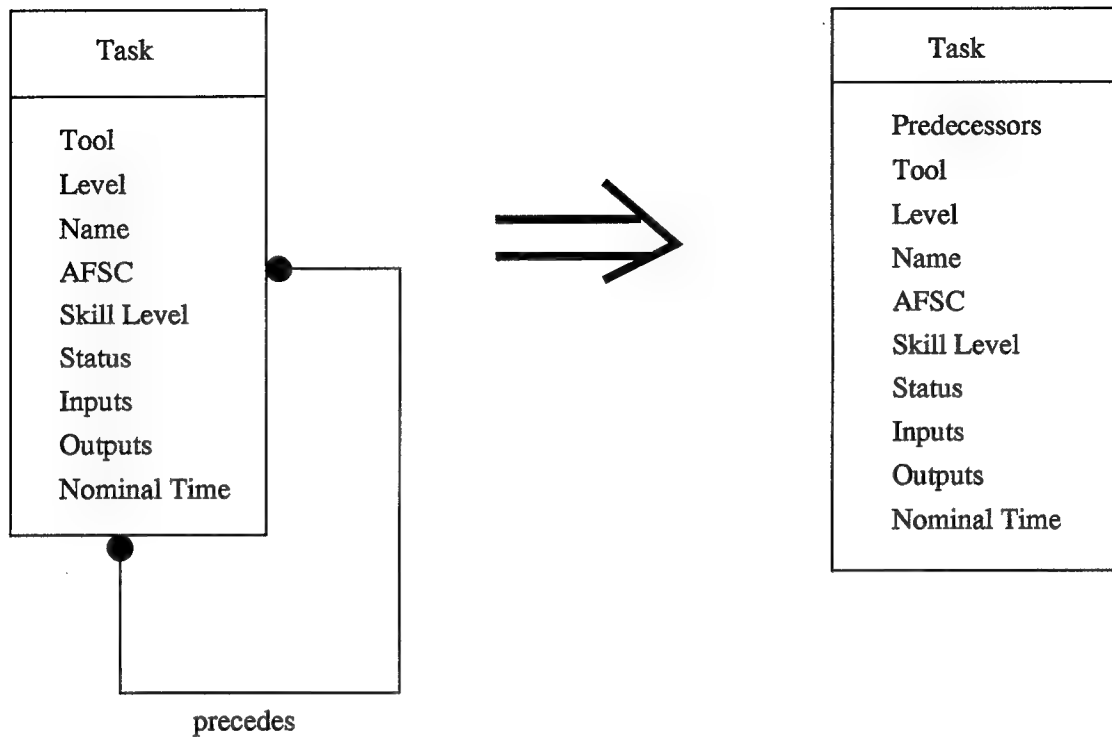 Task
Tool
Level
Name
AFSC
Skill Level
Status
Inputs
Outputs
Nominal Time
precedes
Task
Predecessors
Tool
Level
Name
AFSC
Skill Level
Status
Inputs
Outputs
Nominal Time